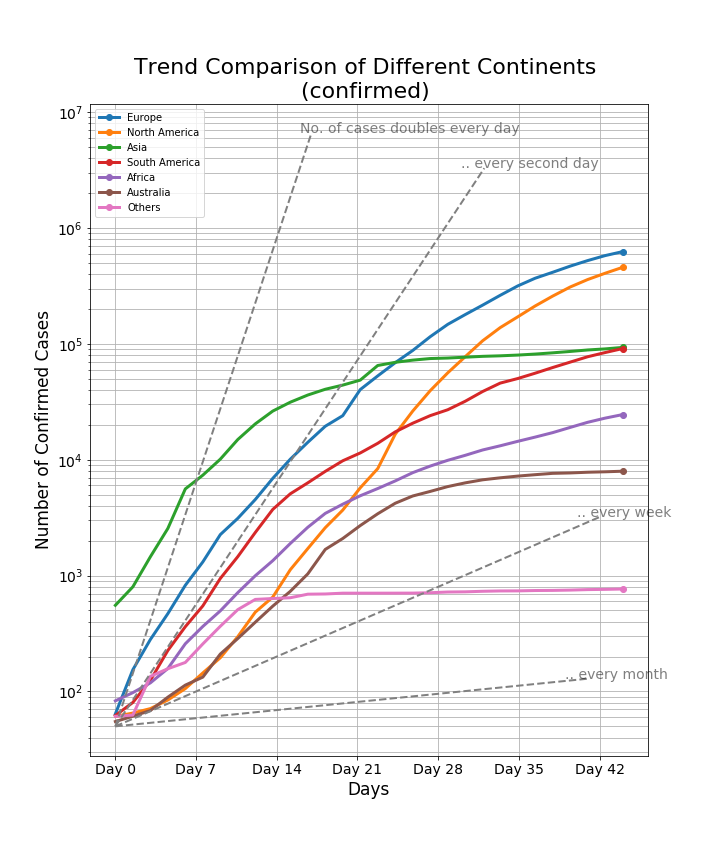 Trend Comparison of Different Continents
(confirmed)
Europe
North America
Asia
South America
Africa
Australia
Others
No. of cases doubles every day
.. every second day
.. every week
.. every month
10^7
10^6
10^5
10^4
10^3
10^2
Number of Confirmed Cases
Day 0 Day 7 Day 14 Day 21 Day 28 Day 35 Day 42
Days